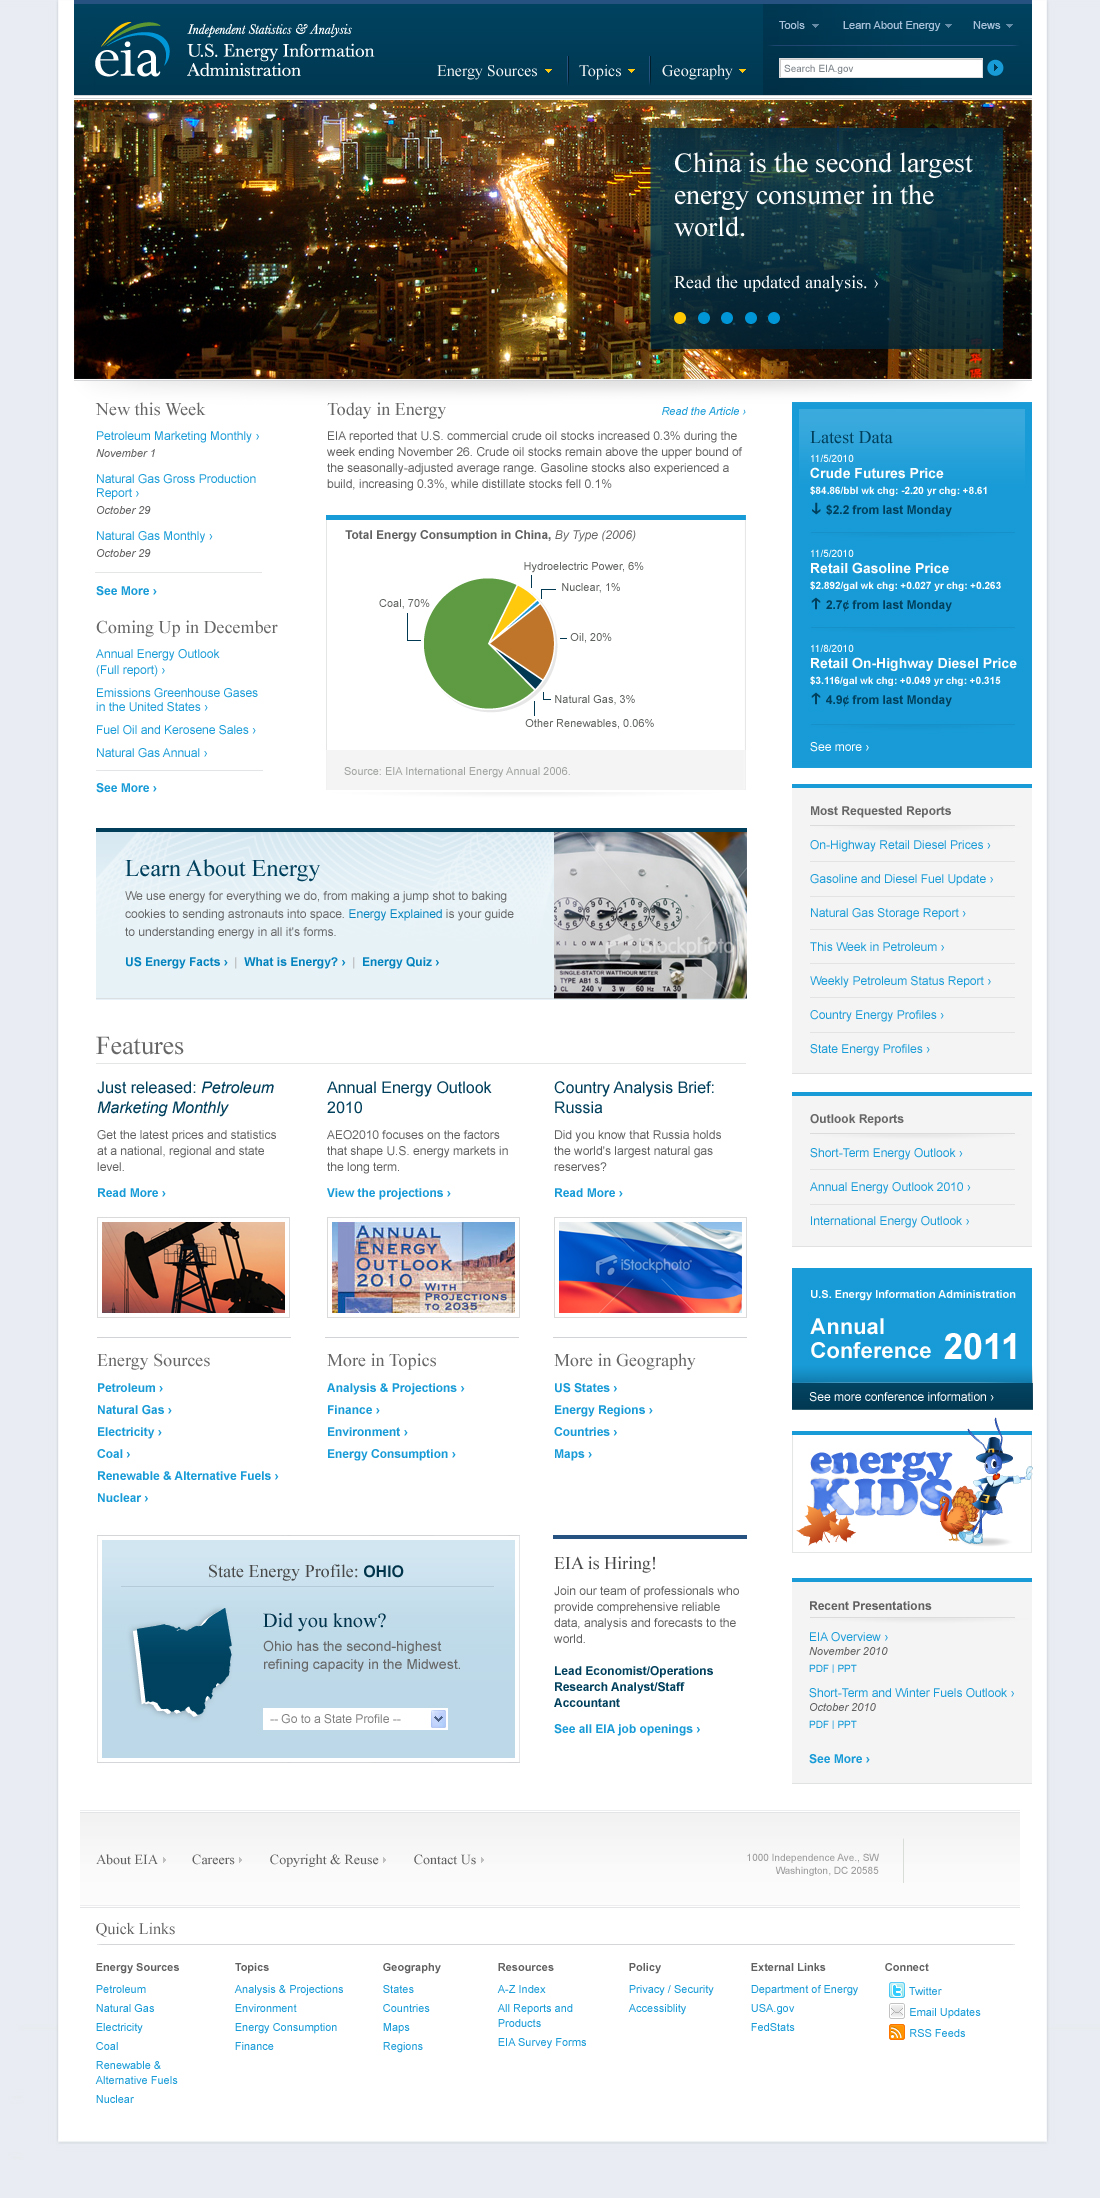 eia
Independent Statistics & Analysis
U.S. Energy Information
Administration
Energy Sources
Topics
Geography
Tools
Learn About Energy
News
Search EIA.gov
China is the second largest
energy consumer in the
world.
Read the updated analysis. ›
New this Week
Petroleum Marketing Monthly ›
November 1
Natural Gas Gross Production
Report ›
October 29
Natural Gas Monthly ›
October 29
See More ›
Coming Up in December
Annual Energy Outlook
(Full report) ›
Emissions Greenhouse Gases
in the United States ›
Fuel Oil and Kerosene Sales ›
Natural Gas Annual ›
See More ›
Today in Energy
Read the Article ›
EIA reported that U.S. commercial crude oil stocks increased 0.3% during the
week ending November 26. Crude oil stocks remain above the upper bound of
the seasonally-adjusted average range. Gasoline stocks also experienced a
build, increasing 0.3%, while distillate stocks fell 0.1%
Total Energy Consumption in China, By Type (2006)
Hydroelectric Power, 6%
Nuclear, 1%
Coal, 70%
Oil, 20%
Natural Gas, 3%
Other Renewables, 0.06%
Source: EIA International Energy Annual 2006.
Latest Data
11/5/2010
Crude Futures Price
$84.86/bbl wk chg: -2.20 yr chg: +8.61
↓ $2.2 from last Monday
11/5/2010
Retail Gasoline Price
$2.892/gal wk chg: +0.027 yr chg: +0.263
↑ 2.7¢ from last Monday
11/8/2010
Retail On-Highway Diesel Price
$3.116/gal wk chg: +0.049 yr chg: +0.315
↑ 4.9¢ from last Monday
See more ›
Most Requested Reports
On-Highway Retail Diesel Prices ›
Gasoline and Diesel Fuel Update ›
Natural Gas Storage Report ›
This Week in Petroleum ›
Weekly Petroleum Status Report ›
Country Energy Profiles ›
State Energy Profiles ›
Learn About Energy
We use energy for everything we do, from making a jump shot to baking
cookies to sending astronauts into space. Energy Explained is your guide
to understanding energy in all it's forms.
US Energy Facts › | What is Energy? › | Energy Quiz ›
KILOWATTHOURS
iStockphoto
SINGLE-STATOR WATTHOUR METER
TYPE AB1 S.
CL 240 V 3 W 60 Hz TA 30
Features
Just released: Petroleum
Marketing Monthly
Get the latest prices and statistics
at a national, regional and state
level.
Read More ›
Annual Energy Outlook
2010
AEO2010 focuses on the factors
that shape U.S. energy markets in
the long term.
View the projections ›
Country Analysis Brief:
Russia
Did you know that Russia holds
the world's largest natural gas
reserves?
Read More ›
ANNUAL
ENERGY
OUTLOOK
2010
WITH
PROJECTIONS
TO 2035
iStockphoto
Outlook Reports
Short-Term Energy Outlook ›
Annual Energy Outlook 2010 ›
International Energy Outlook ›
U.S. Energy Information Administration
Annual
Conference 2011
See more conference information ›
energy
KIDS
Energy Sources
Petroleum ›
Natural Gas ›
Electricity ›
Coal ›
Renewable & Alternative Fuels ›
Nuclear ›
More in Topics
Analysis & Projections ›
Finance ›
Environment ›
Energy Consumption ›
More in Geography
US States ›
Energy Regions ›
Countries ›
Maps ›
State Energy Profile: OHIO
Did you know?
Ohio has the second-highest
refining capacity in the Midwest.
-- Go to a State Profile --
EIA is Hiring!
Join our team of professionals who
provide comprehensive reliable
data, analysis and forecasts to the
world.
Lead Economist/Operations
Research Analyst/Staff
Accountant
See all EIA job openings ›
Recent Presentations
EIA Overview ›
November 2010
PDF | PPT
Short-Term and Winter Fuels Outlook ›
October 2010
PDF | PPT
See More ›
About EIA
Careers
Copyright & Reuse
Contact Us
1000 Independence Ave., SW
Washington, DC 20585
Quick Links
Energy Sources
Petroleum
Natural Gas
Electricity
Coal
Renewable &
Alternative Fuels
Nuclear
Topics
Analysis & Projections
Environment
Energy Consumption
Finance
Geography
States
Countries
Maps
Regions
Resources
A-Z Index
All Reports and
Products
EIA Survey Forms
Policy
Privacy / Security
Accessiblity
External Links
Department of Energy
USA.gov
FedStats
Connect
Twitter
Email Updates
RSS Feeds